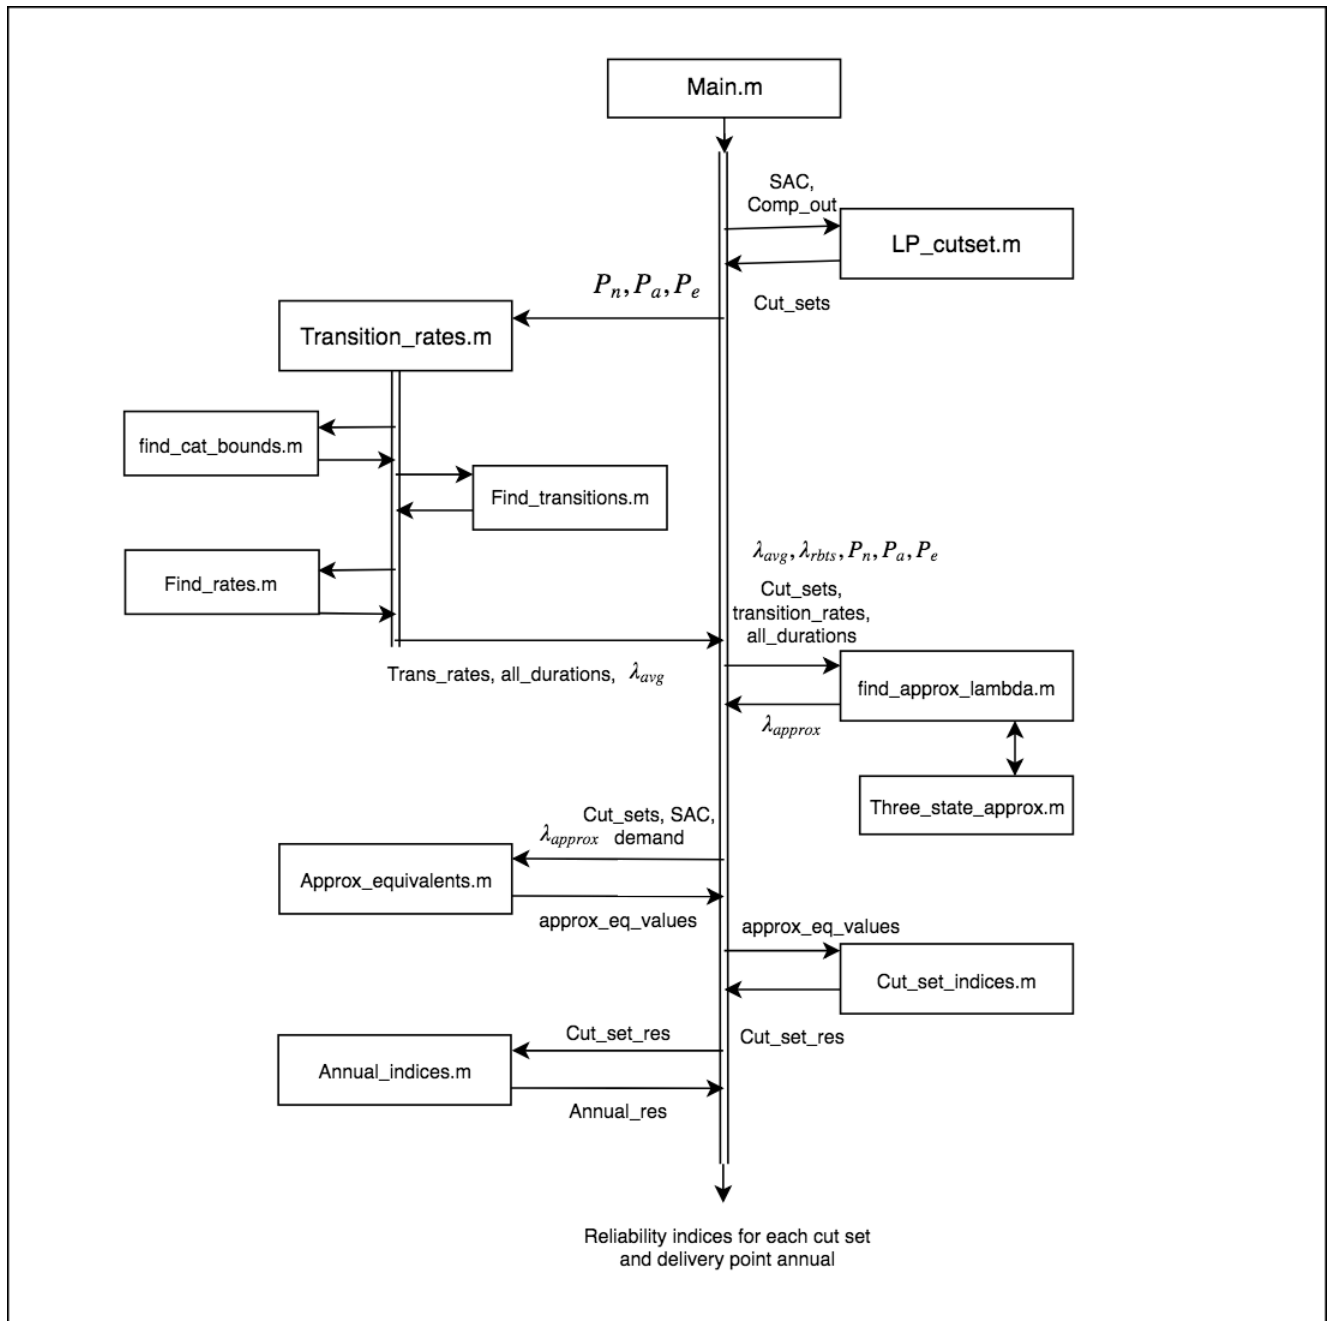 Main.m
SAC,
Comp_out
LP_cutset.m
Cut_sets
P_n, P_a, P_e
Transition_rates.m
find_cat_bounds.m
Find_transitions.m
Find_rates.m
Trans_rates, all_durations, λ_avg
λ_avg, λ_rbts, P_n, P_a, P_e
Cut_sets,
transition_rates,
all_durations
find_approx_lambda.m
λ_approx
Three_state_approx.m
Cut_sets, SAC,
λ_approx demand
Approx_equivalents.m
approx_eq_values
approx_eq_values
Cut_set_indices.m
Cut_set_res
Cut_set_res
Annual_indices.m
Annual_res
Reliability indices for each cut set
and delivery point annual